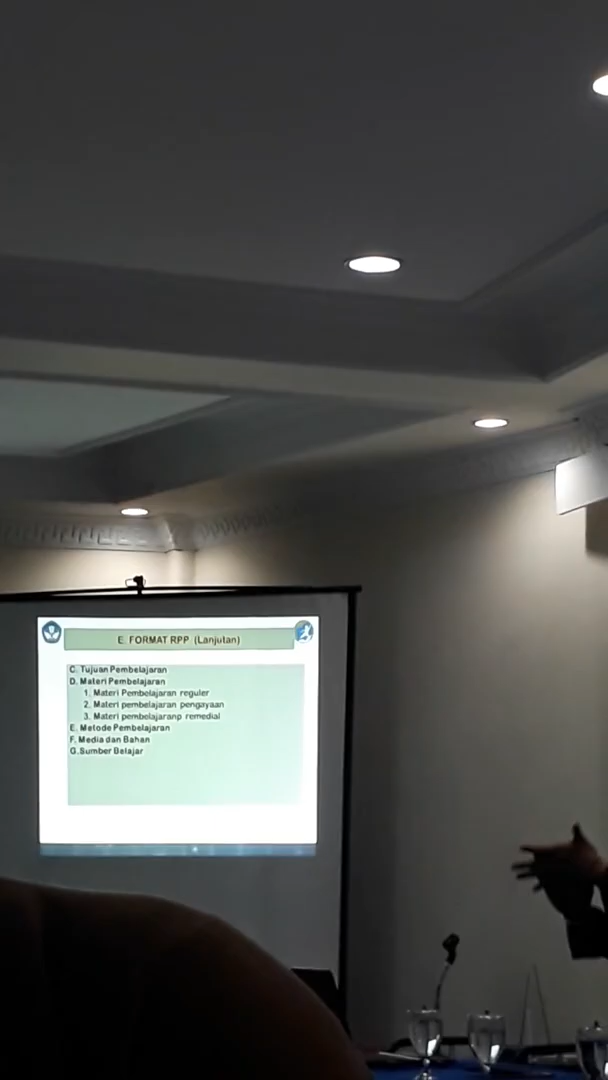 E. FORMAT RPP (Lanjutan)
C. Tujuan Pembelajaran
D. Materi Pembelajaran
1. Materi Pembelajaran reguler
2. Materi pembelajaran pengayaan
3. Materi pembelajaranp remedial
E. Metode Pembelajaran
F. Media dan Bahan
G.Sumber Belajar